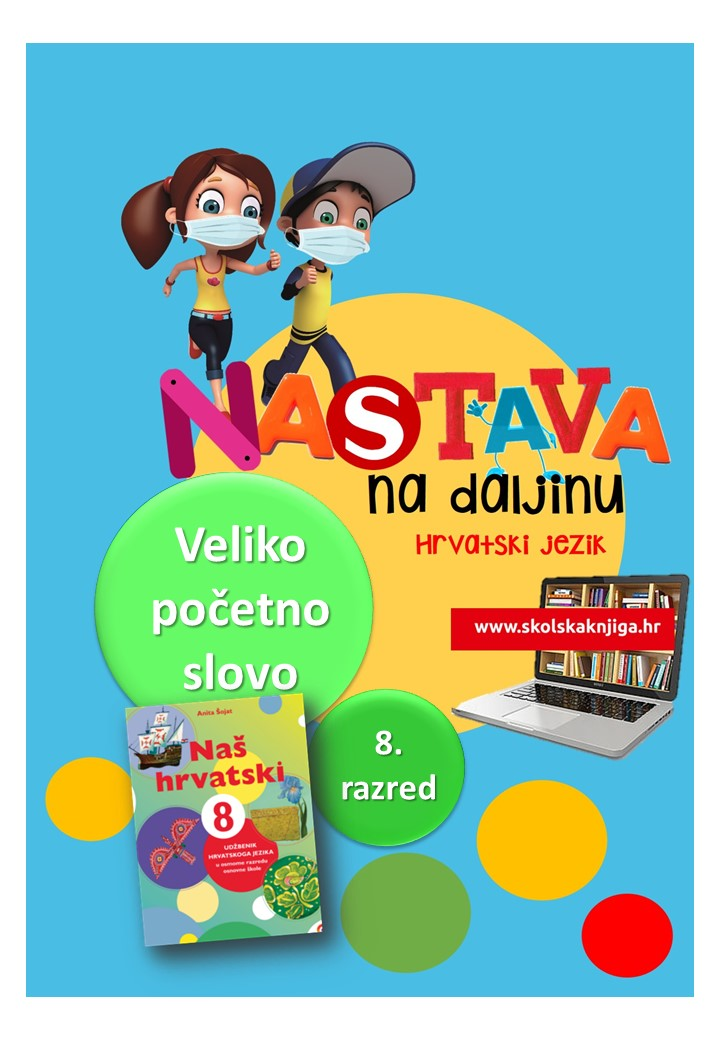 NASTAVA
na daljinu
Hrvatski jezik
Veliko
početno
slovo
www.skolskaknjiga.hr
8.
razred
Anita Šojat
Naš
hrvatski
8
UDŽBENIK
HRVATSKOGA JEZIKA
u osmome razredu
osnovne škole